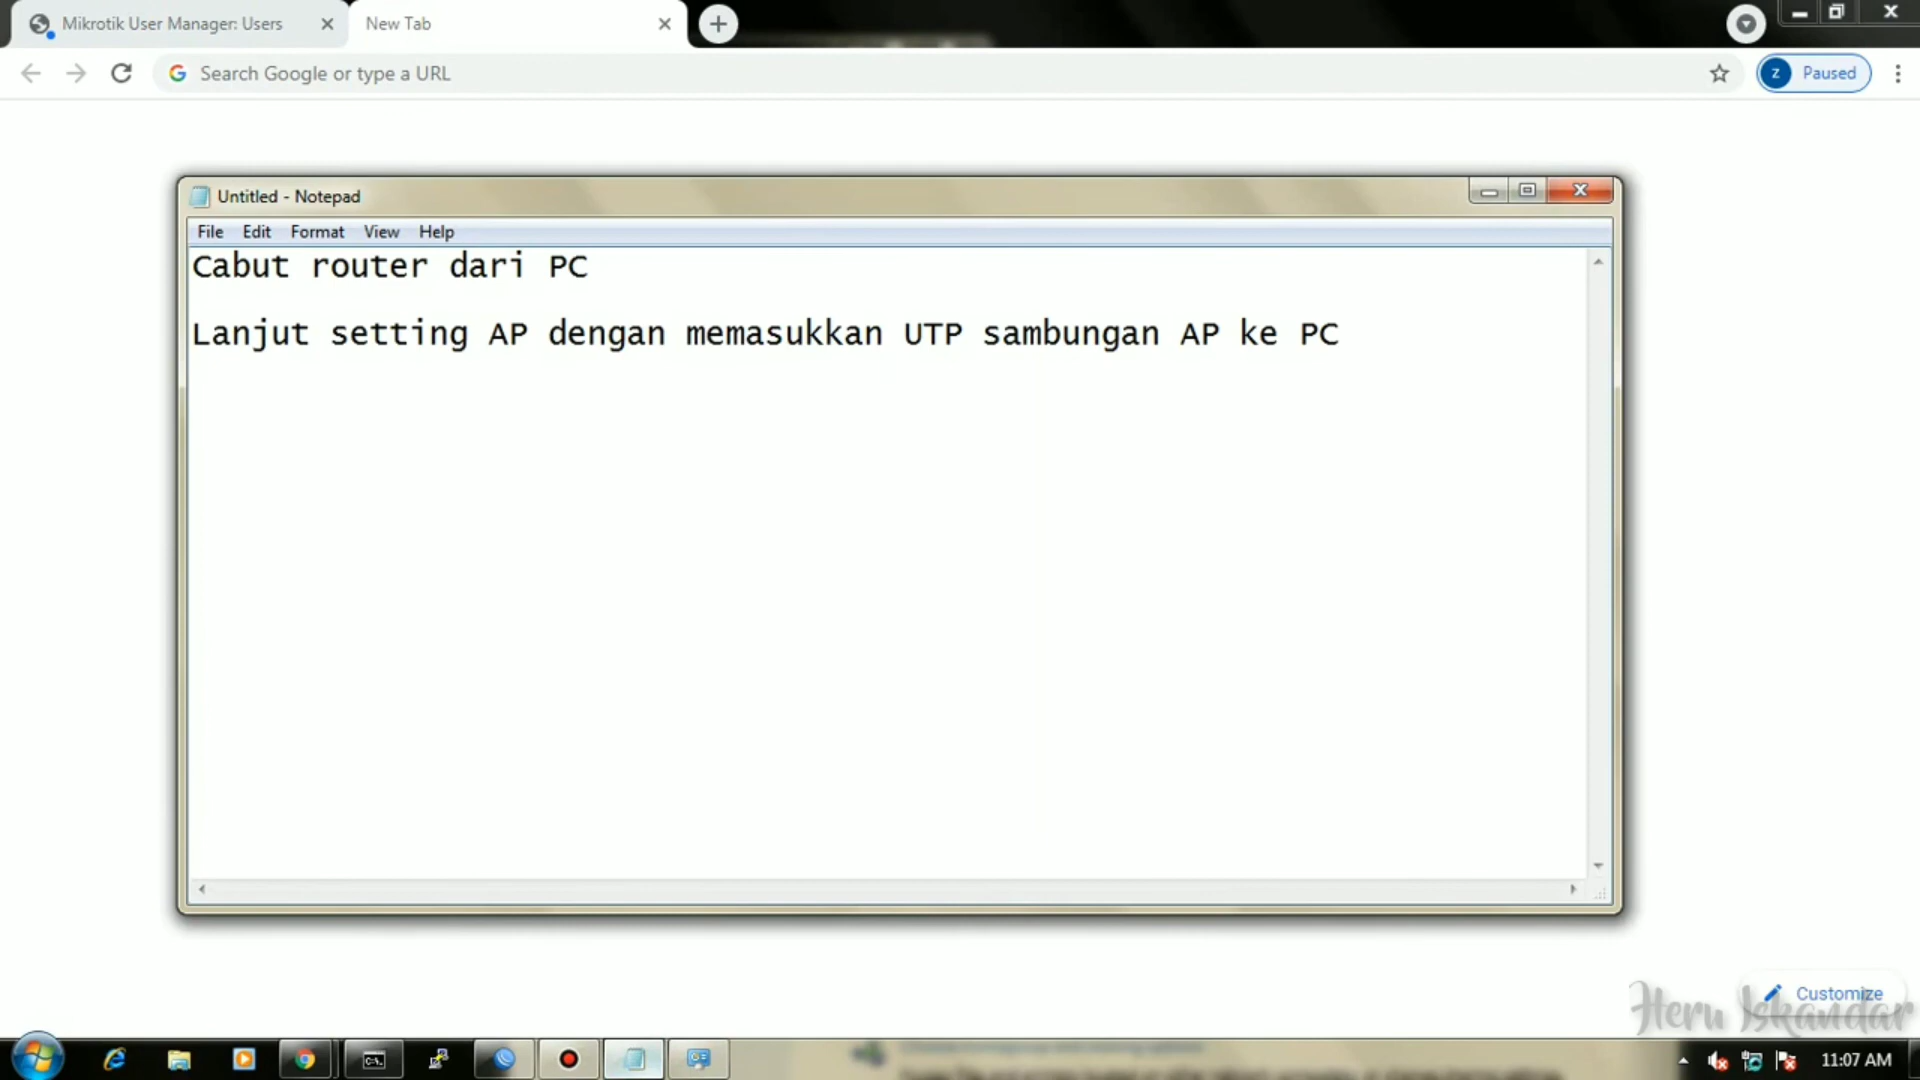 Mikrotik User Manager: Users
New Tab
Search Google or type a URL
z
Paused
Untitled - Notepad
File Edit Format View Help
Cabut router dari PC
Lanjut setting AP dengan memasukkan UTP sambungan AP ke PC
Customize
Heru Iskandar
11:07 AM